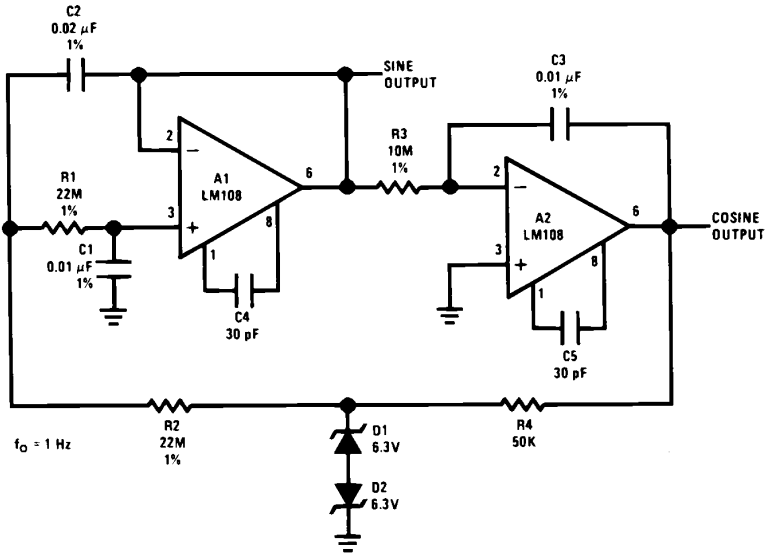 C2
0.02 μF
1%
SINE
OUTPUT
C3
0.01 μF
1%
R3
10M
1%
2
−
A1
LM108
6
R1
22M
1%
3
+
8
1
C1
0.01 μF
1%
C4
30 pF
2
−
A2
LM108
6
COSINE
OUTPUT
3
+
8
1
C5
30 pF
R2
22M
1%
R4
50K
fo = 1 Hz
D1
6.3V
D2
6.3V